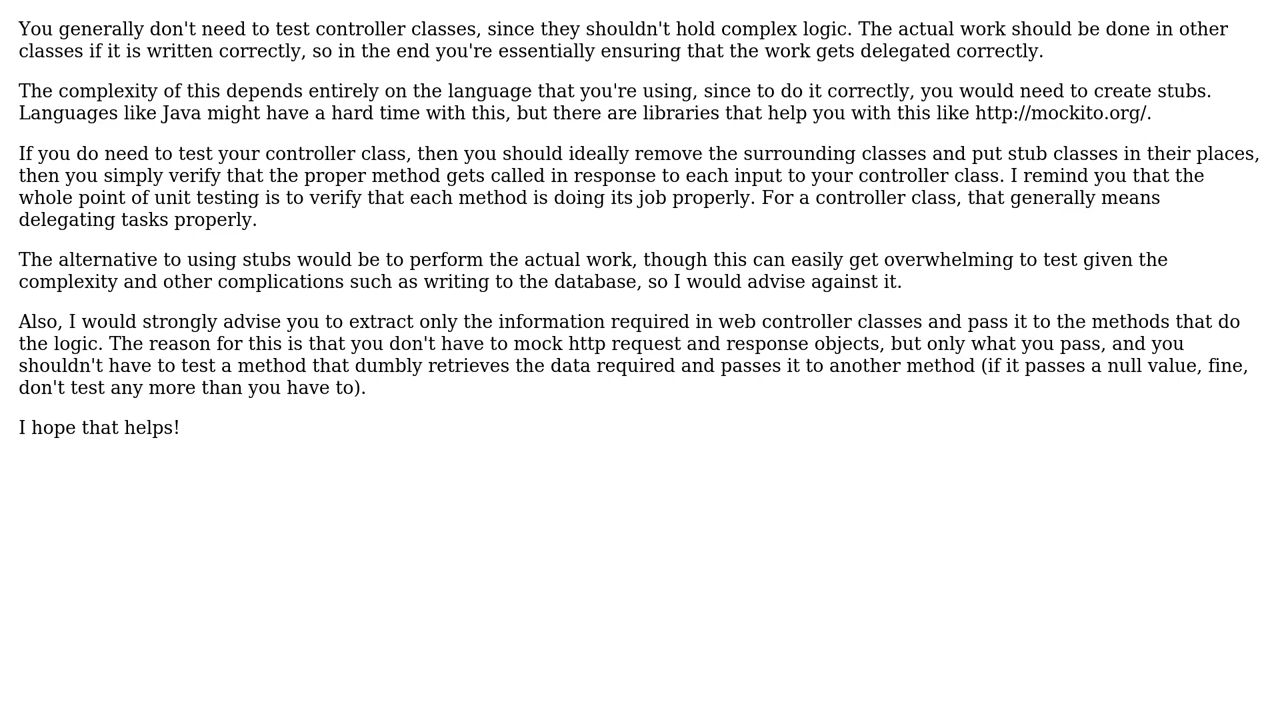 You generally don't need to test controller classes, since they shouldn't hold complex logic. The actual work should be done in other
classes if it is written correctly, so in the end you're essentially ensuring that the work gets delegated correctly.
The complexity of this depends entirely on the language that you're using, since to do it correctly, you would need to create stubs.
Languages like Java might have a hard time with this, but there are libraries that help you with this like http://mockito.org/.
If you do need to test your controller class, then you should ideally remove the surrounding classes and put stub classes in their places,
then you simply verify that the proper method gets called in response to each input to your controller class. I remind you that the
whole point of unit testing is to verify that each method is doing its job properly. For a controller class, that generally means
delegating tasks properly.
The alternative to using stubs would be to perform the actual work, though this can easily get overwhelming to test given the
complexity and other complications such as writing to the database, so I would advise against it.
Also, I would strongly advise you to extract only the information required in web controller classes and pass it to the methods that do
the logic. The reason for this is that you don't have to mock http request and response objects, but only what you pass, and you
shouldn't have to test a method that dumbly retrieves the data required and passes it to another method (if it passes a null value, fine,
don't test any more than you have to).
I hope that helps!